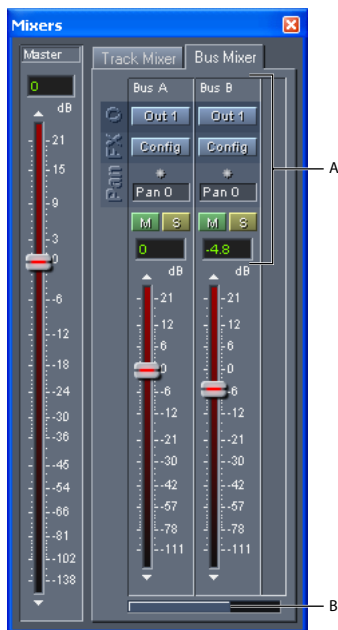 Mixers
Master
0
dB
21
15
9
3
0
-6
-12
-18
-24
-30
-36
-45
-54
-66
-81
-102
-138
Track Mixer
Bus Mixer
O
FX
Pan
Bus A
Out 1
Config
Pan 0
M S
0
dB
21
12
6
0
-6
-12
-21
-30
-42
-57
-78
-111
Bus B
Out 1
Config
Pan 0
M S
-4.8
dB
21
12
6
0
-6
-12
-21
-30
-42
-57
-78
-111
A
B